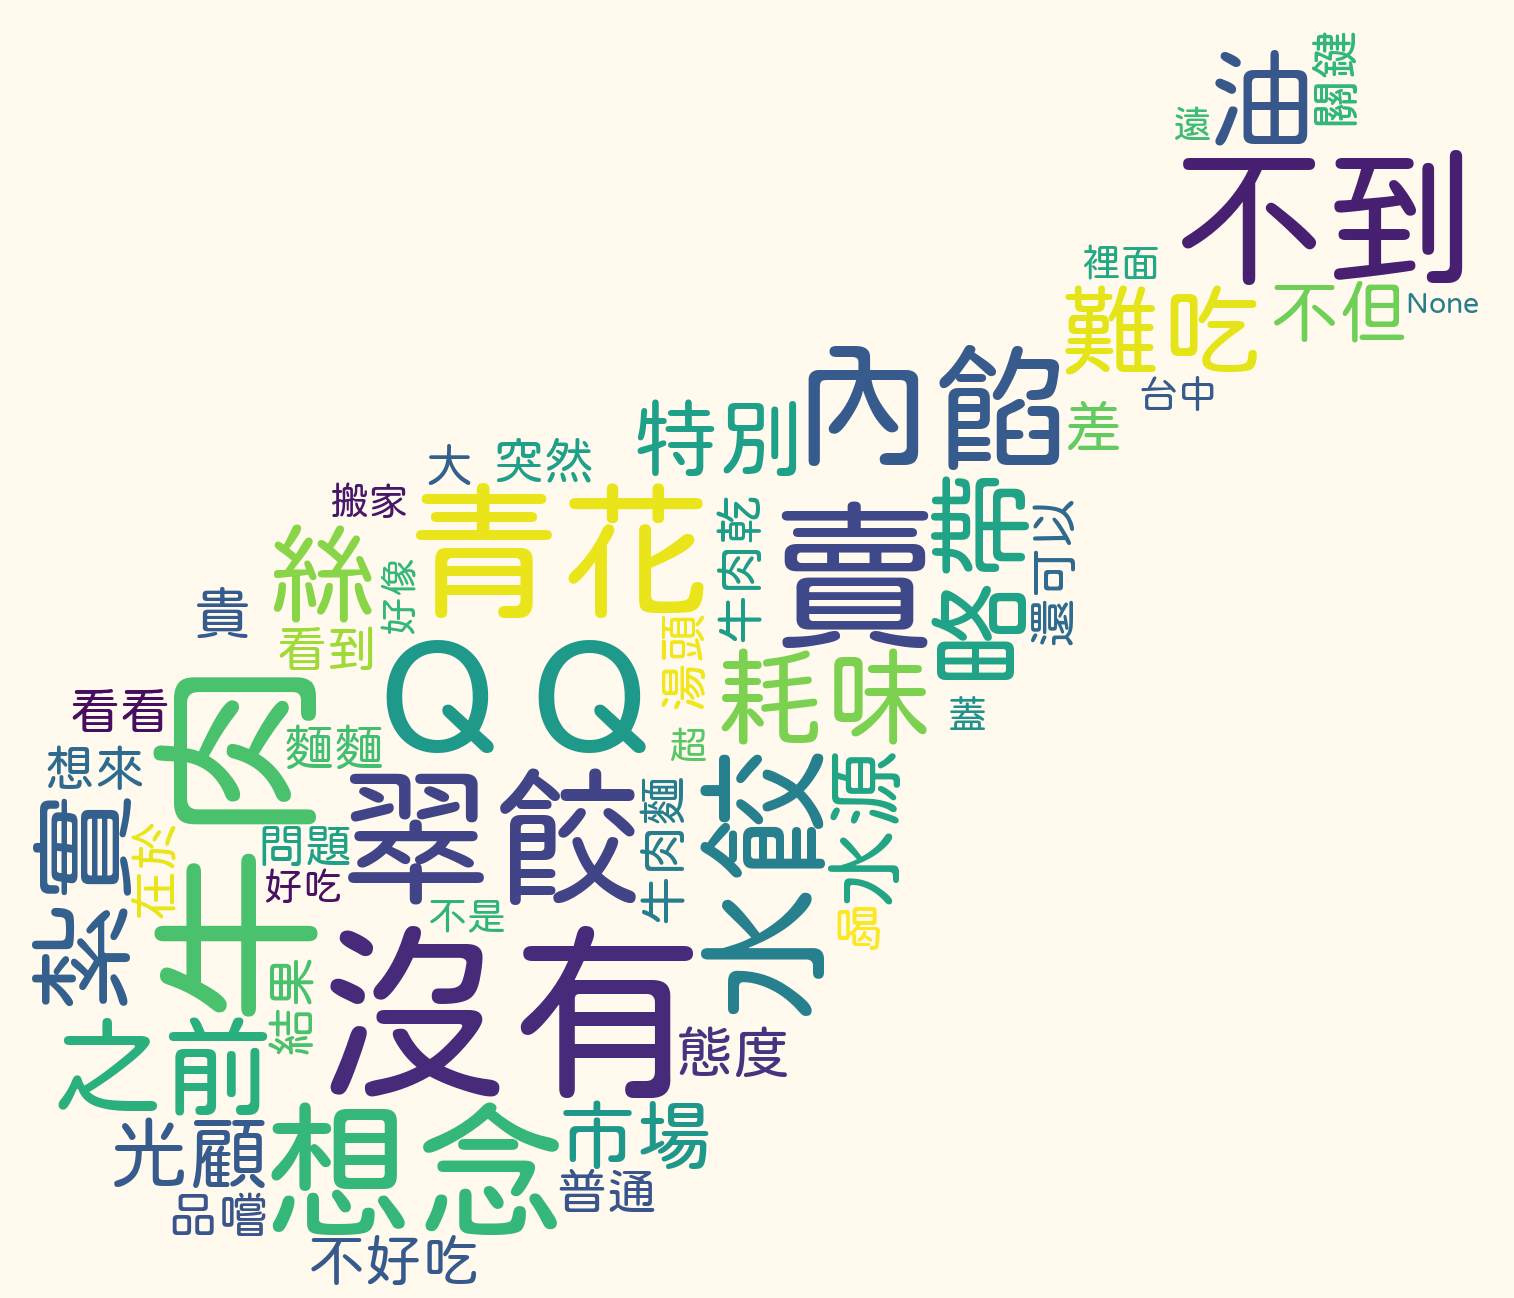 關鍵
油
遠
不到
裡面
難吃
不但
None
台中
內餡
差
特別
突然
大
搬家
青花
絲
好像
牛肉乾
賣
略帶
還可以
貴
看到
QQ
湯頭
耗味
蓋
看看
牛肉
麵麵
超
想來
翠餃
牛肉麵
水餃
水源
紮實
在於
問題
好吃
不是
喝
沒有
結果
之前
態度
光顧
想念
市場
品嚐
普通
不好吃